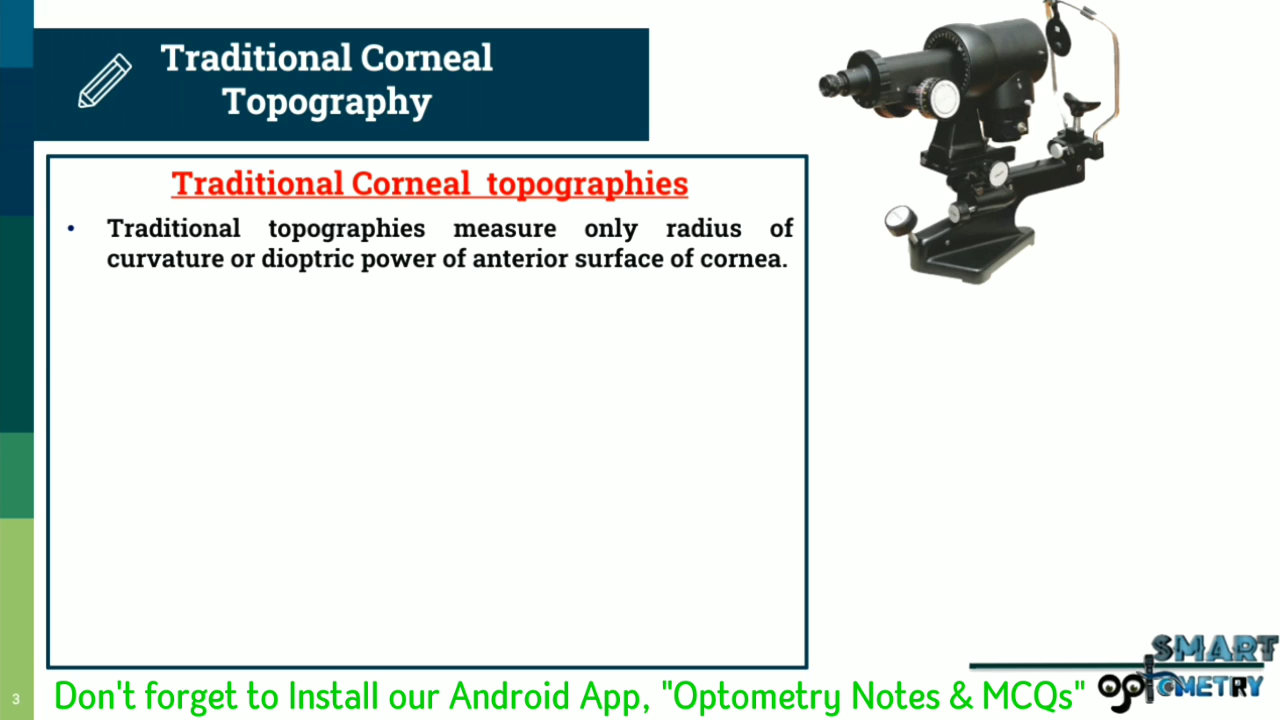 Traditional Corneal
Topography
Traditional Corneal topographies
• Traditional topographies measure only radius of
curvature or dioptric power of anterior surface of cornea.
3
Don't forget to Install our Android App, "Optometry Notes & MCQs"
SMART
OPTOMETRY